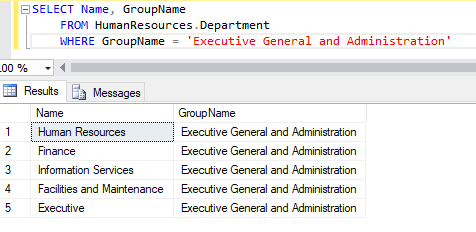 SELECT Name, GroupName
FROM HumanResources.Department
WHERE GroupName = 'Executive General and Administration'
00 %
Results Messages
Name GroupName
1 Human Resources Executive General and Administration
2 Finance Executive General and Administration
3 Information Services Executive General and Administration
4 Facilities and Maintenance Executive General and Administration
5 Executive Executive General and Administration